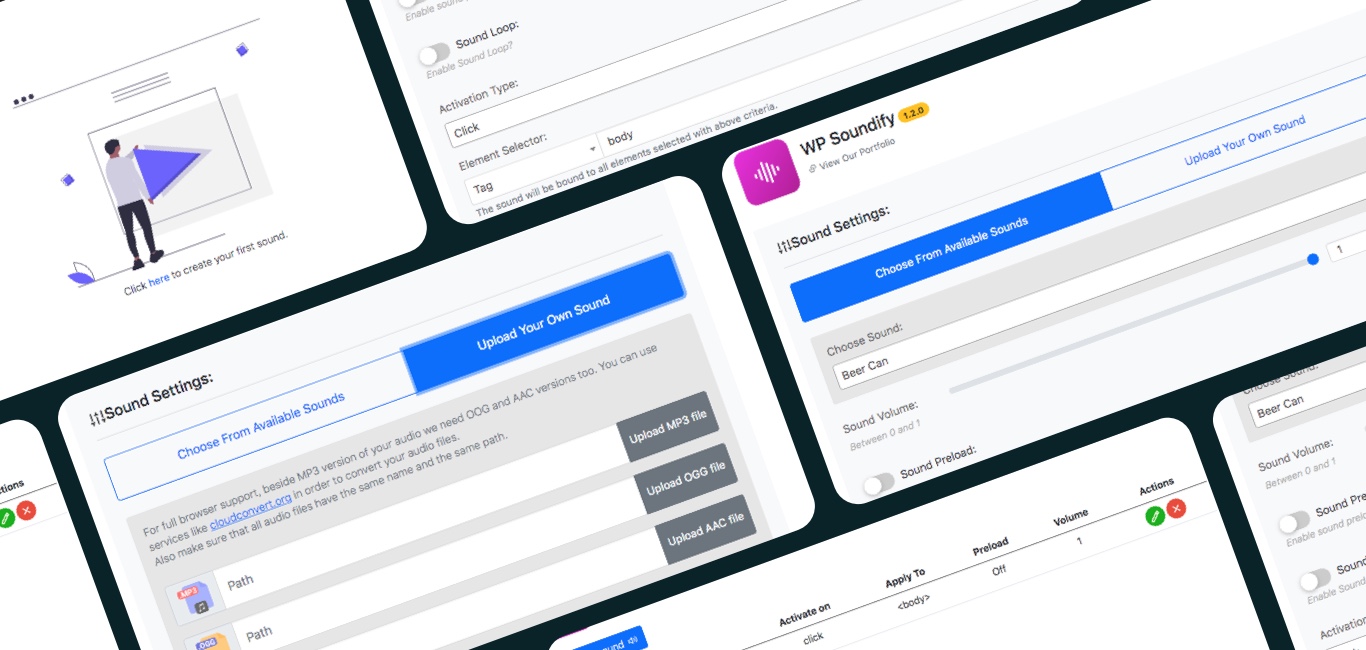 Click here to create your first sound.
Enable sound
Sound Loop:
Enable Sound Loop?
Activation Type:
Click
Element Selector:
Tag
body
The sound will be bound to all elements selected with above criteria.
WP Soundify 1.2.0
View Our Portfolio
Sound Settings:
Choose From Available Sounds
Upload Your Own Sound
Choose Sound:
Beer Can
Sound Volume:
Between 0 and 1
1
Sound Preload:
Actions
Sound Settings:
Choose From Available Sounds
Upload Your Own Sound
For full browser support, beside MP3 version of your audio we need OOG and AAC versions too. You can use
services like cloudconvert.org in order to convert your audio files.
Also make sure that all audio files have the same name and the same path.
MP3
Path
Upload MP3 file
OGG
Path
Upload OGG file
Upload AAC file
Activate on
Apply To
Preload
Volume
Actions
click
<body>
Off
1
Choose Sound:
Beer Can
Sound Volume:
Between 0 and 1
Sound Pre
Enable sound prelo
Sound
Enable Sound
Activation